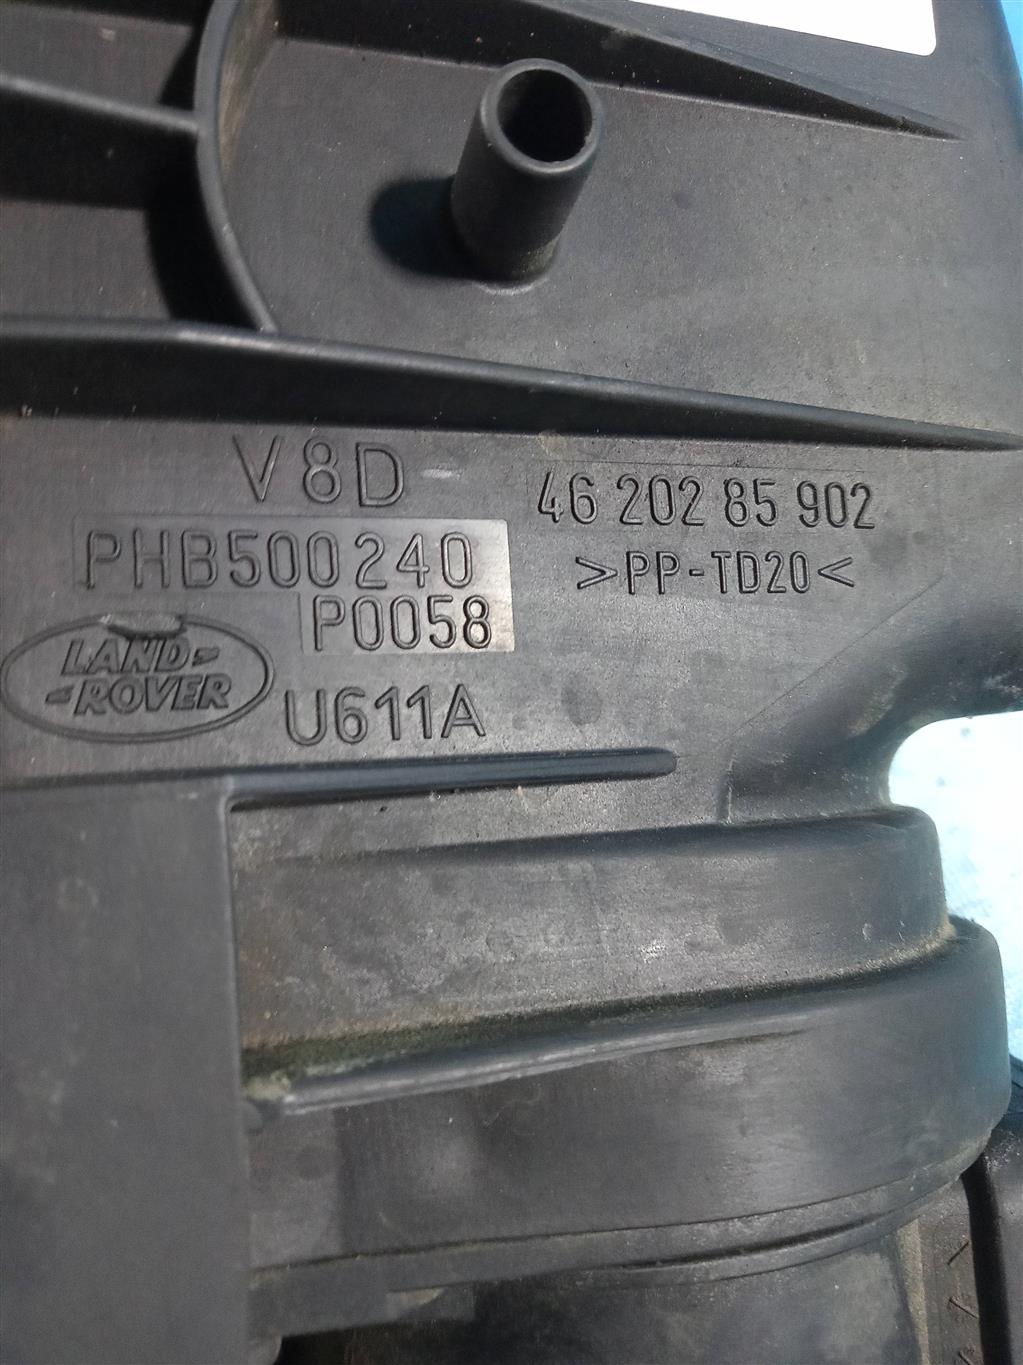 V8D
PHB500240
P0058
LAND-
-ROVER
U611A
46 202 85 902
>PP-TD20<